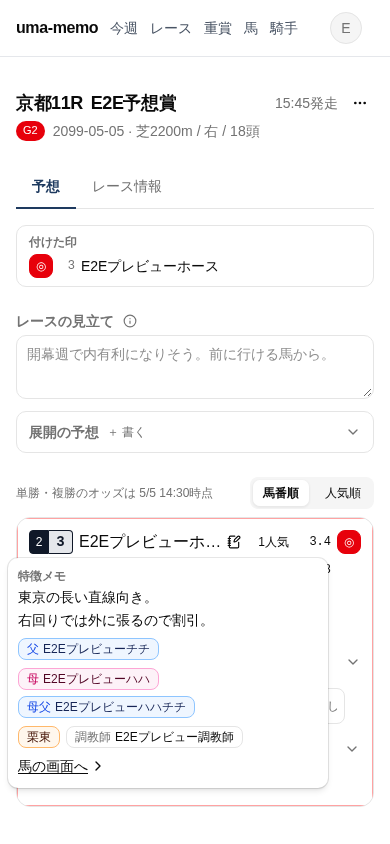 uma-memo 今週 レース 重賞 馬 騎手 E
京都11R E2E予想賞 15:45発走 …
G2 2099-05-05 · 芝2200m / 右 / 18頭
予想 レース情報
付けた印
◎ 3 E2Eプレビューホース
レースの見立て
開幕週で内有利になりそう。前に行ける馬から。
展開の予想 + 書く
単勝・複勝のオッズは 5/5 14:30時点 馬番順 人気順
2 3 E2Eプレビューホ… 1人気 3.4 ◎
特徴メモ
東京の長い直線向き。
右回りでは外に張るので割引。
父 E2Eプレビューチチ
母 E2Eプレビューハハ
母父 E2Eプレビューハハチチ
し
栗東 調教師 E2Eプレビュー調教師
馬の画面へ